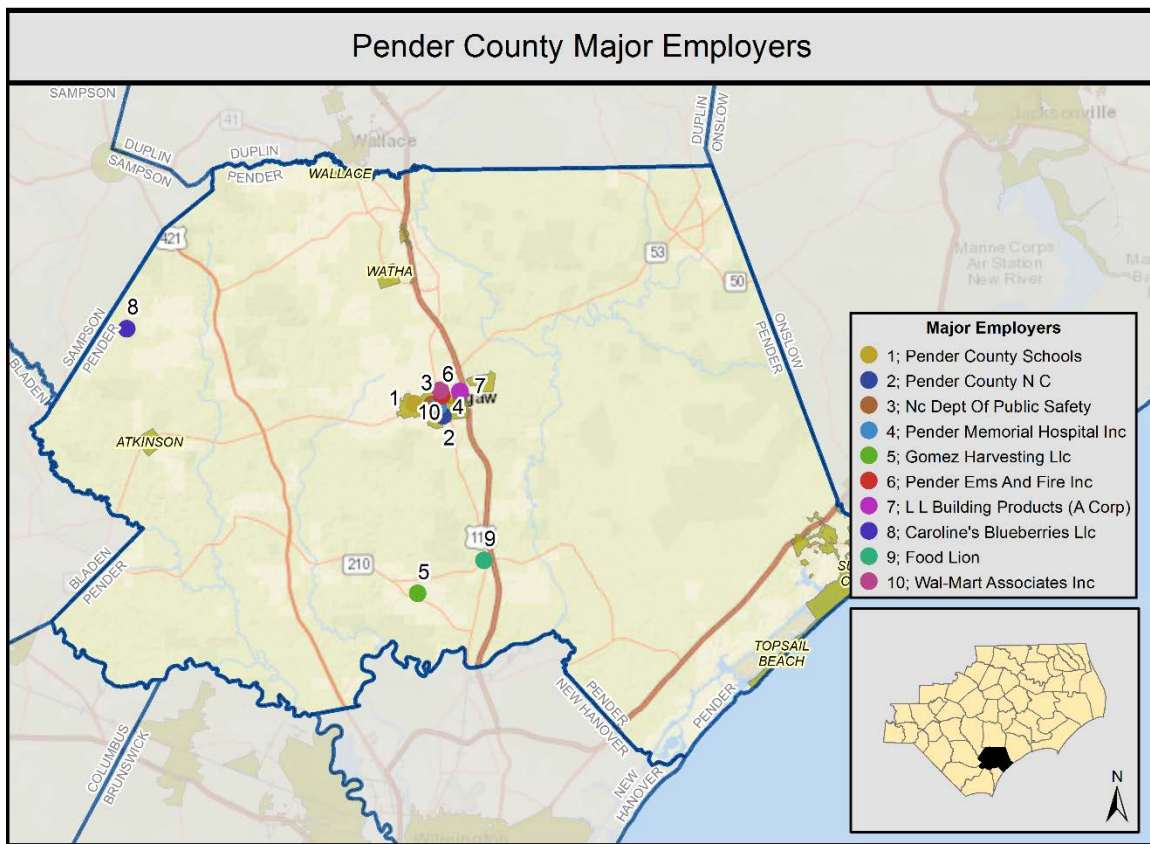 Pender County Major Employers
SAMPSON
DUPLIN
SAMPSON
41
DUPLIN
PENDER
Wallace
WALLACE
DUPLIN
ONSLOW
Jacksonville
421
53
50
Marine Corps
Air Station
New River
WATHA
8
SAMPSON
PENDER
BLADEN
ONSLOW
PENDER
3
6
7
1
10
4
gaw
2
ATKINSON
BLADEN
PENDER
210
11
9
5
TOPSAIL
BEACH
PENDER
NEW HANOVER
PENDER
COLUMBUS
BRUNSWICK
NEW
HANOVER
Wilmington
Major Employers
1; Pender County Schools
2; Pender County N C
3; Nc Dept Of Public Safety
4; Pender Memorial Hospital Inc
5; Gomez Harvesting Llc
6; Pender Ems And Fire Inc
7; L L Building Products (A Corp)
8; Caroline's Blueberries Llc
9; Food Lion
10; Wal-Mart Associates Inc
N